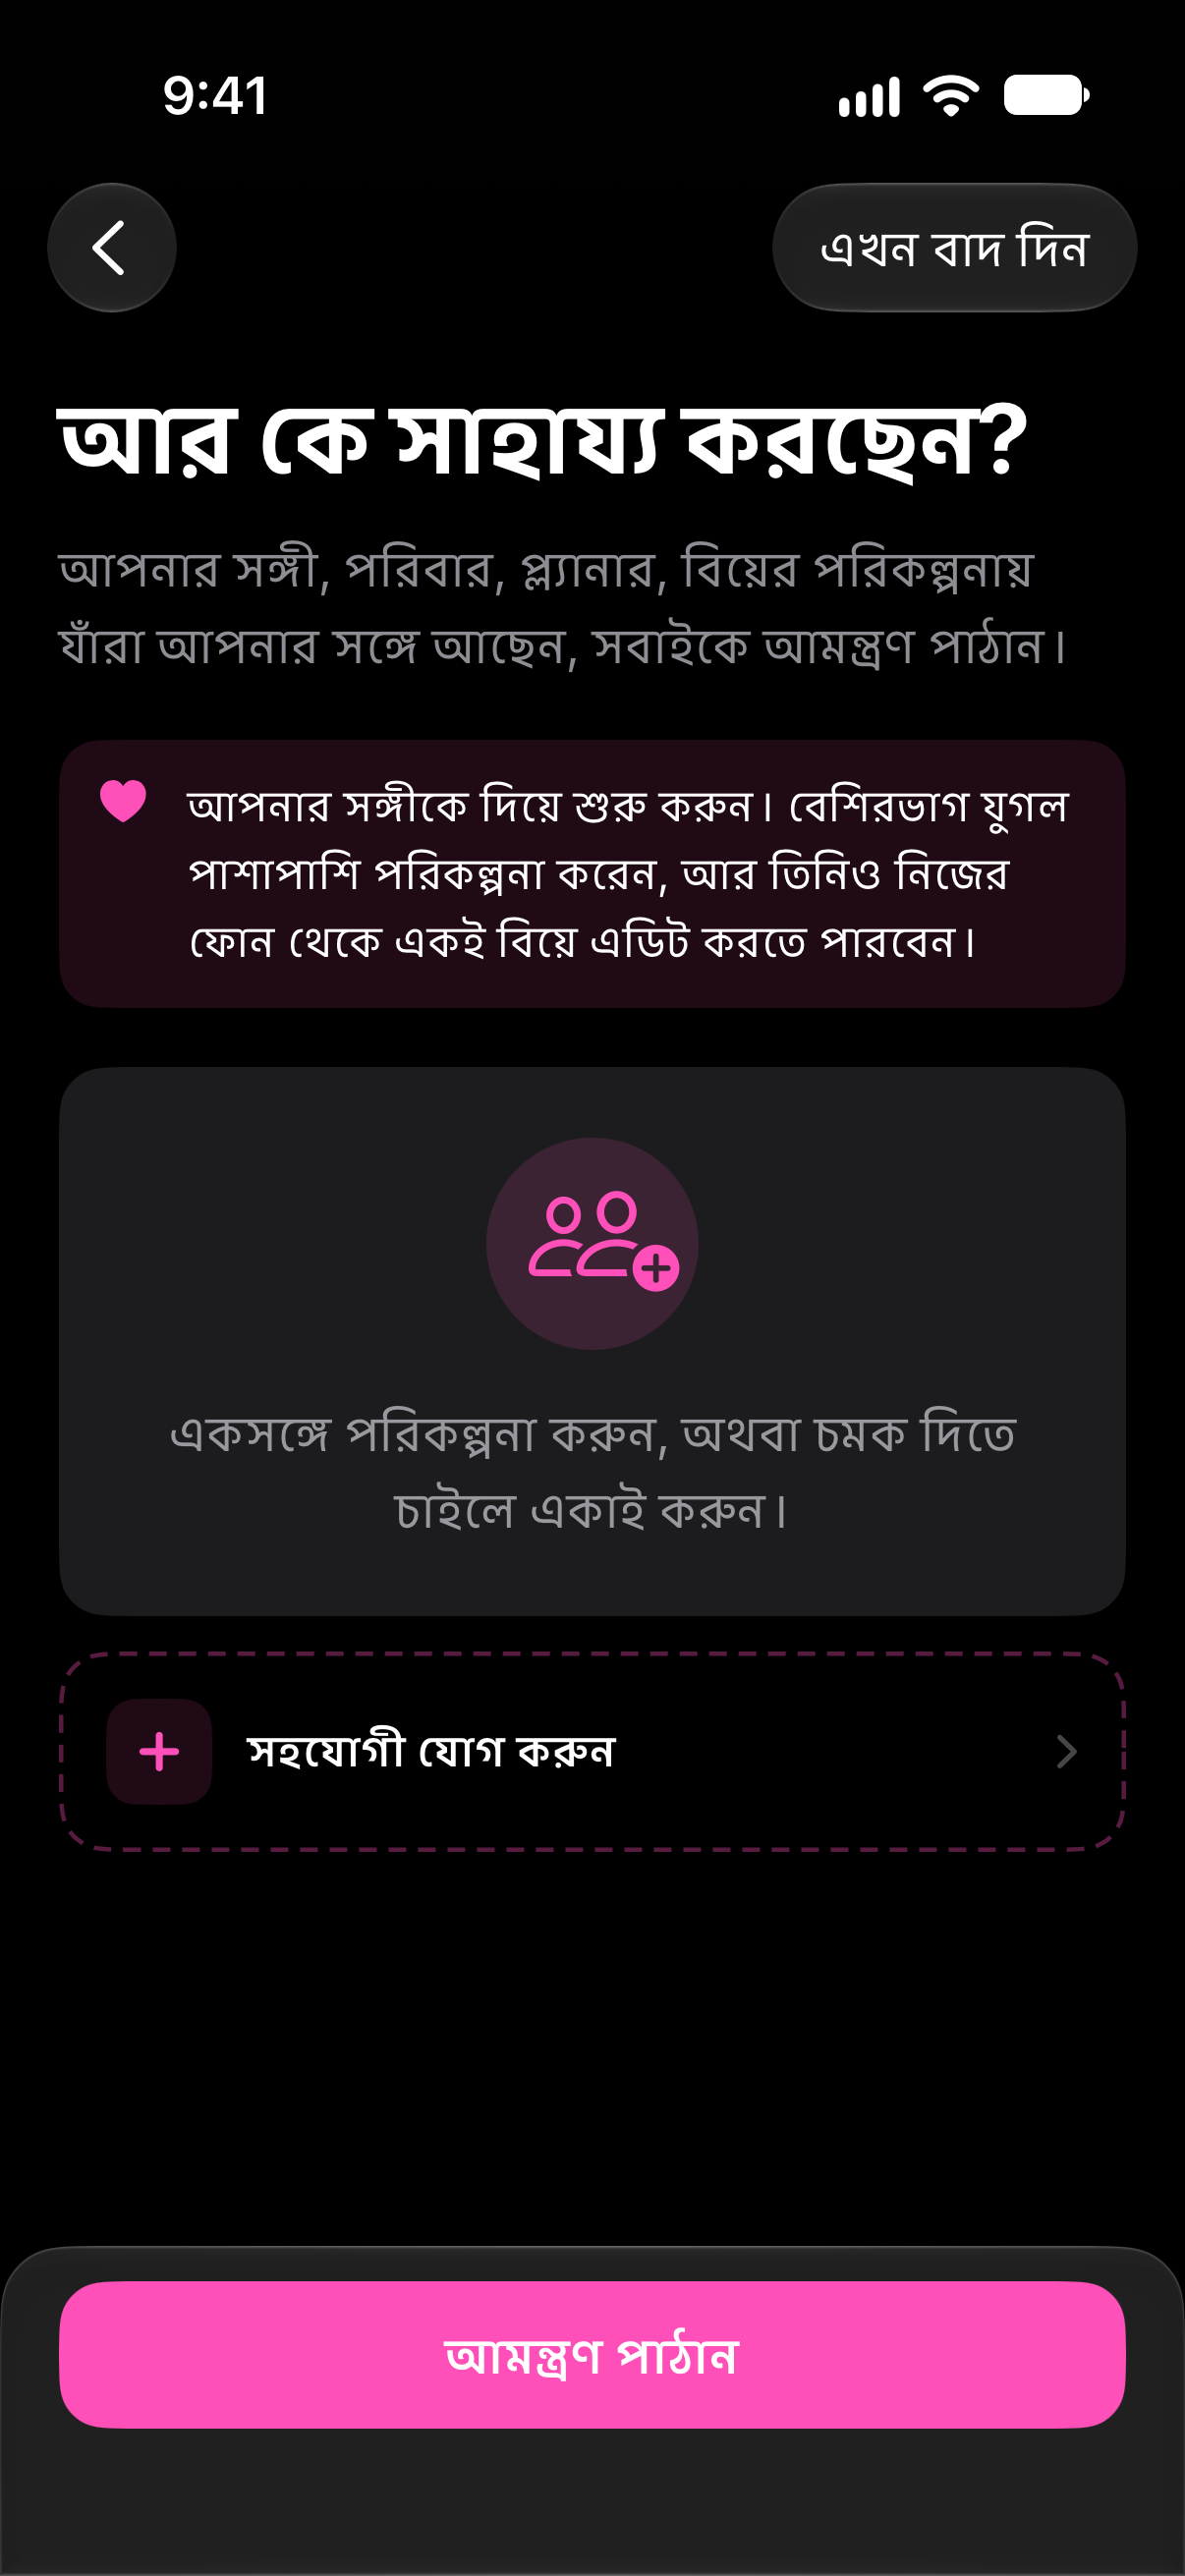 9:41
এখন বাদ দিন
আর কে সাহায্য করছেন?
আপনার সঙ্গী, পরিবার, প্ল্যানার, বিয়ের পরিকল্পনায়
যাঁরা আপনার সঙ্গে আছেন, সবাইকে আমন্ত্রণ পাঠান।
আপনার সঙ্গীকে দিয়ে শুরু করুন। বেশিরভাগ যুগল
পাশাপাশি পরিকল্পনা করেন, আর তিনিও নিজের
ফোন থেকে একই বিয়ে এডিট করতে পারবেন।
একসঙ্গে পরিকল্পনা করুন, অথবা চমক দিতে
চাইলে একাই করুন।
সহযোগী যোগ করুন
আমন্ত্রণ পাঠান